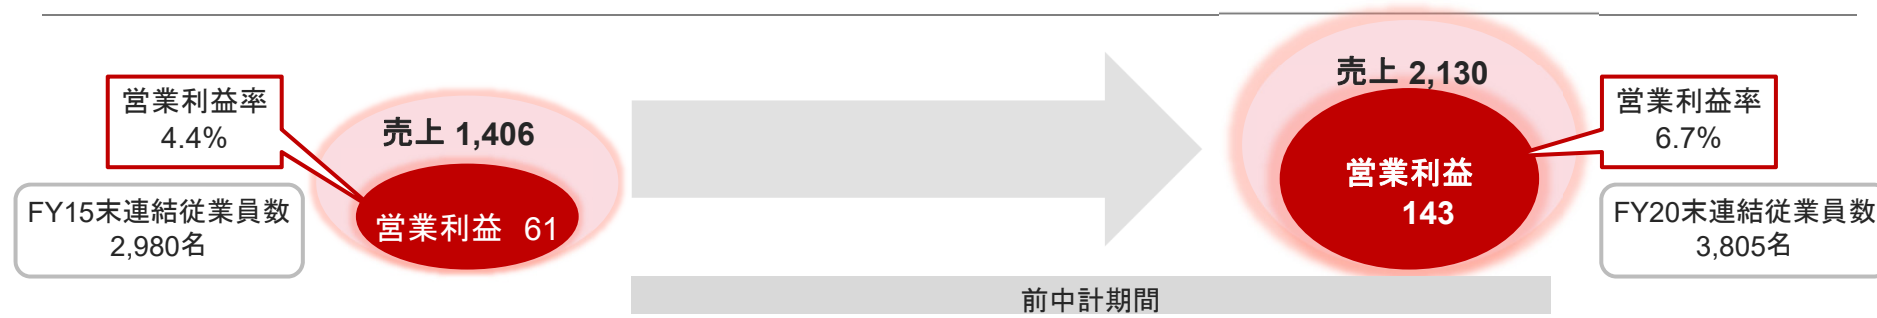 営業利益率
4.4%
売上 1,406
営業利益 61
FY15末連結従業員数
2,980名
売上 2,130
営業利益
143
営業利益率
6.7%
FY20末連結従業員数
3,805名
前中計期間